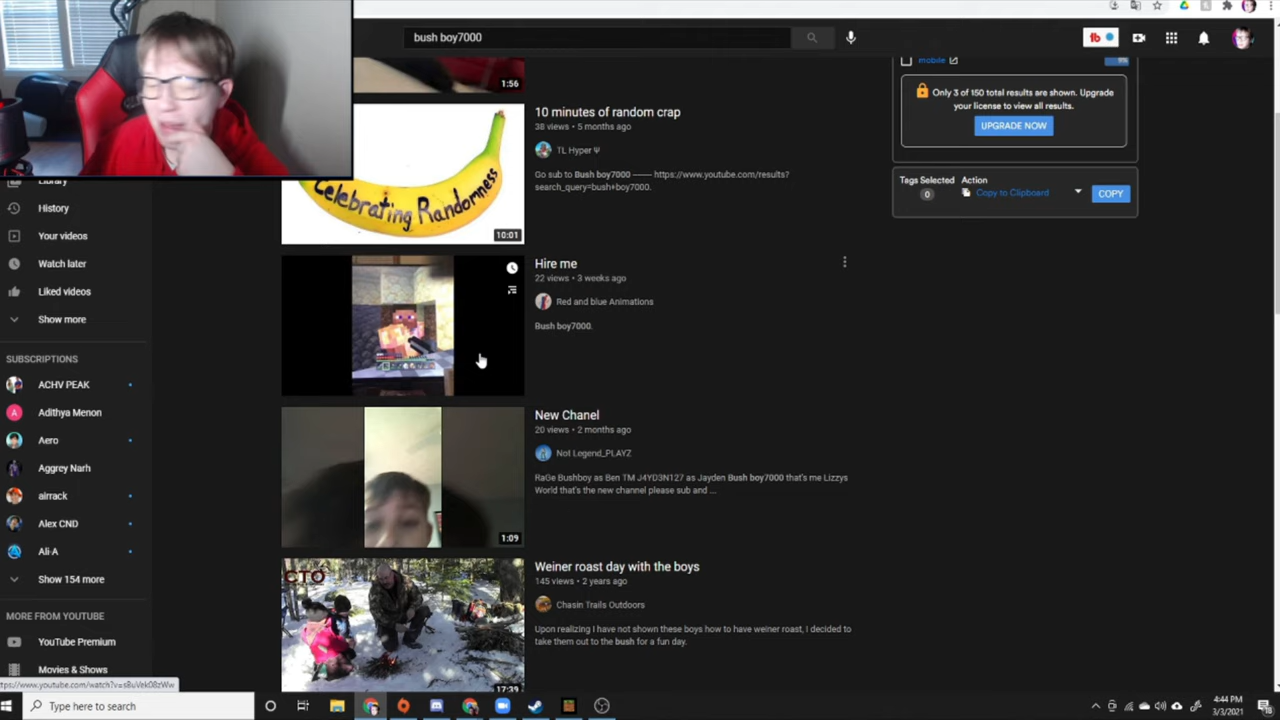 bush boy7000
1:56
10 minutes of random crap
38 views • 5 months ago
TL Hyper Ψ
Go sub to Bush boy7000 —— https://www.youtube.com/results?
search_query=bush+boy7000.
Celebrating Randomness
10:01
Hire me
22 views • 3 weeks ago
Red and blue Animations
Bush boy7000.
New Chanel
20 views • 2 months ago
Not Legend_PLAYZ
RaGe Bushboy as Ben TM J4YD3N127 as Jayden Bush boy7000 that's me Lizzys
World that's the new channel please sub and ...
1:09
Weiner roast day with the boys
145 views • 2 years ago
Chasin Trails Outdoors
Upon realizing I have not shown these boys how to have weiner roast, I decided to
take them out to the bush for a fun day.
CTO
17:39
mobile
Only 3 of 150 total results are shown. Upgrade
your license to view all results.
UPGRADE NOW
Tags Selected
0
Action
Copy to Clipboard
COPY
Library
History
Your videos
Watch later
Liked videos
Show more
SUBSCRIPTIONS
ACHV PEAK
Adithya Menon
Aero
Aggrey Narh
airrack
Alex CND
Ali-A
Show 154 more
MORE FROM YOUTUBE
YouTube Premium
Movies & Shows
Type here to search
4:44 PM
3/3/2021